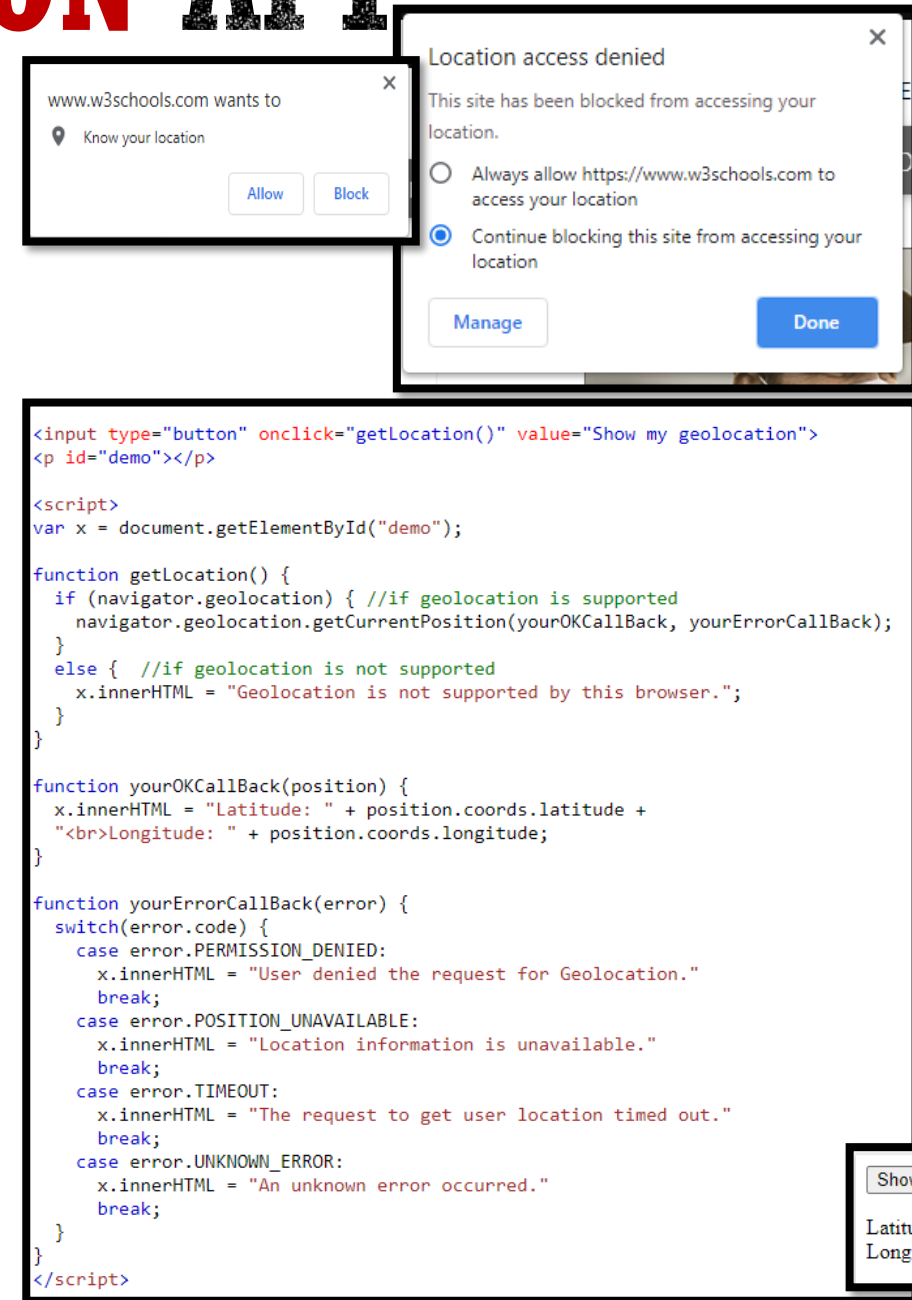 API
www.w3schools.com wants to
Know your location
Allow Block
Location access denied
This site has been blocked from accessing your
location.
Always allow https://www.w3schools.com to
access your location
Continue blocking this site from accessing your
location
Manage Done
<input type="button" onclick="getLocation()" value="Show my geolocation">
<p id="demo"></p>
<script>
var x = document.getElementById("demo");
function getLocation() {
if (navigator.geolocation) { //if geolocation is supported
navigator.geolocation.getCurrentPosition(yourOKCallBack, yourErrorCallBack);
}
else { //if geolocation is not supported
x.innerHTML = "Geolocation is not supported by this browser.";
}
}
function yourOKCallBack(position) {
x.innerHTML = "Latitude: " + position.coords.latitude +
"<br>Longitude: " + position.coords.longitude;
}
function yourErrorCallBack(error) {
switch(error.code) {
case error.PERMISSION_DENIED:
x.innerHTML = "User denied the request for Geolocation."
break;
case error.POSITION_UNAVAILABLE:
x.innerHTML = "Location information is unavailable."
break;
case error.TIMEOUT:
x.innerHTML = "The request to get user location timed out."
break;
case error.UNKNOWN_ERROR:
x.innerHTML = "An unknown error occurred."
break;
}
}
</script>